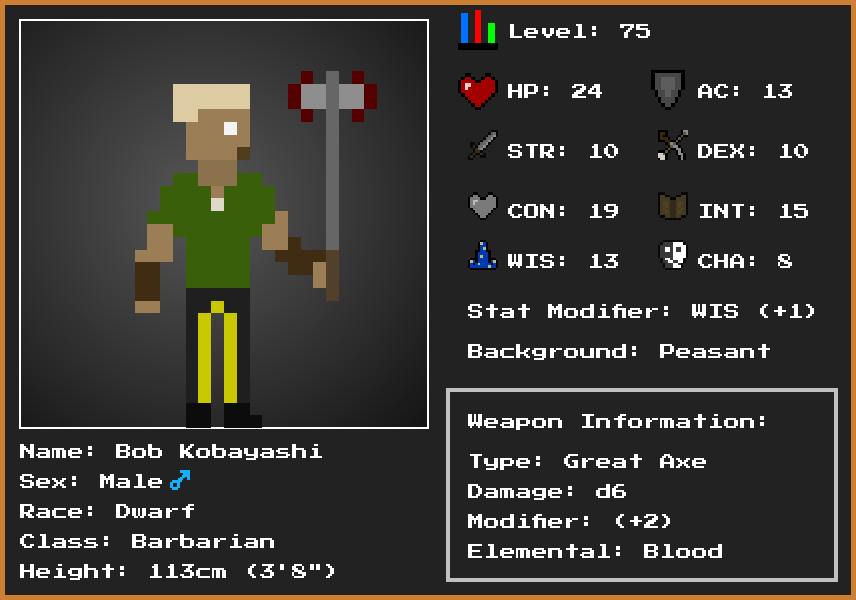 Level: 75
HP: 24
AC: 13
STR: 10
DEX: 10
CON: 19
INT: 15
WIS: 13
CHA: 8
Stat Modifier: WIS (+1)
Background: Peasant
Weapon Information:
Type: Great Axe
Damage: d6
Modifier: (+2)
Elemental: Blood
Name: Bob Kobayashi
Sex: Male ♂
Race: Dwarf
Class: Barbarian
Height: 113cm (3'8")